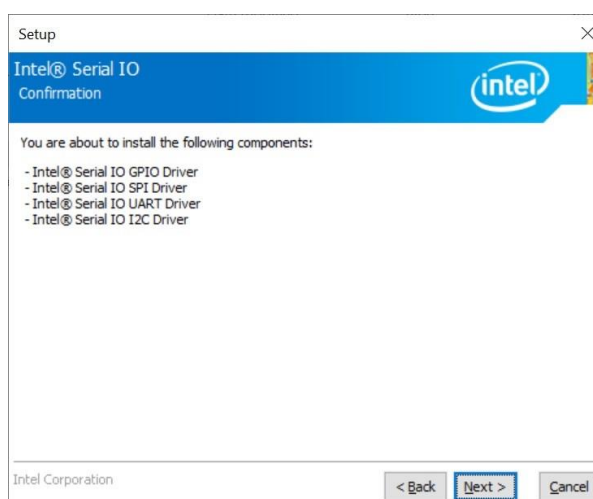 Setup
Intel® Serial IO
Confirmation
intel
You are about to install the following components:
- Intel® Serial IO GPIO Driver
- Intel® Serial IO SPI Driver
- Intel® Serial IO UART Driver
- Intel® Serial IO I2C Driver
Intel Corporation
< Back
Next >
Cancel